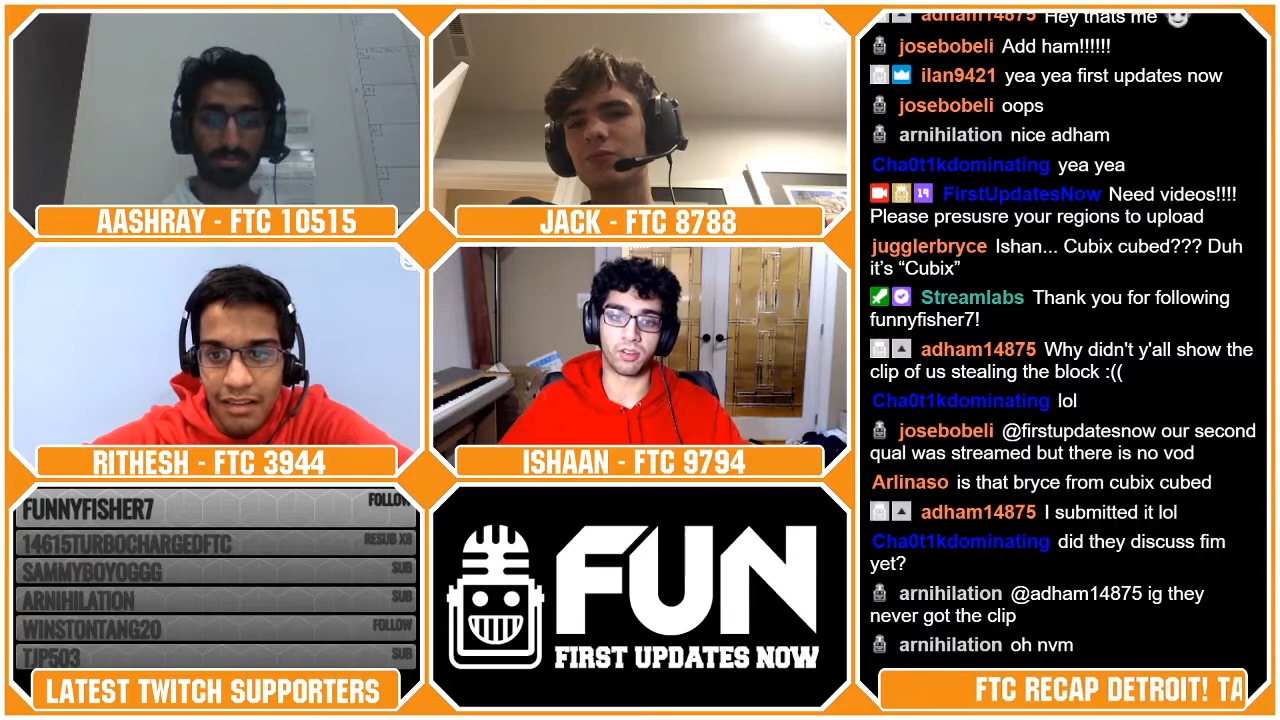 AASHRAY - FTC 10515
JACK - FTC 8788
RITHESH - FTC 3944
ISHAAN - FTC 9794
FUNNYFISHER7 FOLLOW
14615TURBOCHARGEDFTC RESUB X8
SAMMYBOYOGGG SUB
ARNIHILATION SUB
WINSTONTANG20 FOLLOW
TJP503 SUB
LATEST TWITCH SUPPORTERS
FUN
FIRST UPDATES NOW
adham14875 Hey thats me
josebobeli Add ham!!!!!!
ilan9421 yea yea first updates now
josebobeli oops
arnihilation nice adham
Cha0t1kdominating yea yea
19 FirstUpdatesNow Need videos!!!!
Please presusre your regions to upload
jugglerbryce Ishan... Cubix cubed??? Duh
it's “Cubix”
Streamlabs Thank you for following
funnyfisher7!
adham14875 Why didn't y'all show the
clip of us stealing the block :((
Cha0t1kdominating lol
josebobeli @firstupdatesnow our second
qual was streamed but there is no vod
Arlinaso is that bryce from cubix cubed
adham14875 I submitted it lol
Cha0t1kdominating did they discuss fim
yet?
arnihilation @adham14875 ig they
never got the clip
arnihilation oh nvm
FTC RECAP DETROIT! TA